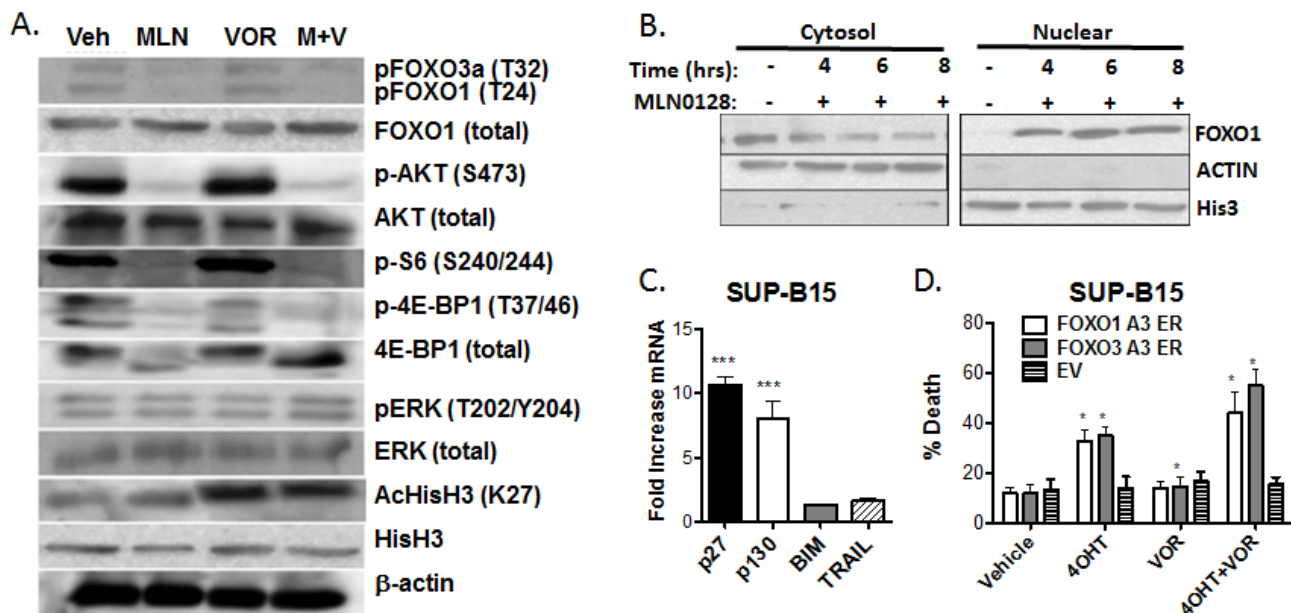 A.
Veh MLN VOR M+V
pFOXO3a (T32)
pFOXO1 (T24)
FOXO1 (total)
p-AKT (S473)
AKT (total)
p-S6 (S240/244)
p-4E-BP1 (T37/46)
4E-BP1 (total)
pERK (T202/Y204)
ERK (total)
AcHisH3 (K27)
HisH3
β-actin
B.
Cytosol Nuclear
Time (hrs): - 4 6 8 - 4 6 8
MLN0128: - + + + - + + +
FOXO1
ACTIN
His3
C.
SUP-B15
Fold Increase mRNA
15
10
5
0
*** ***
p27 p130 BIM TRAIL
D.
SUP-B15
FOXO1 A3 ER
FOXO3 A3 ER
EV
% Death
80
60
40
20
0
* * * * *
Vehicle 4OHT VOR 4OHT+VOR